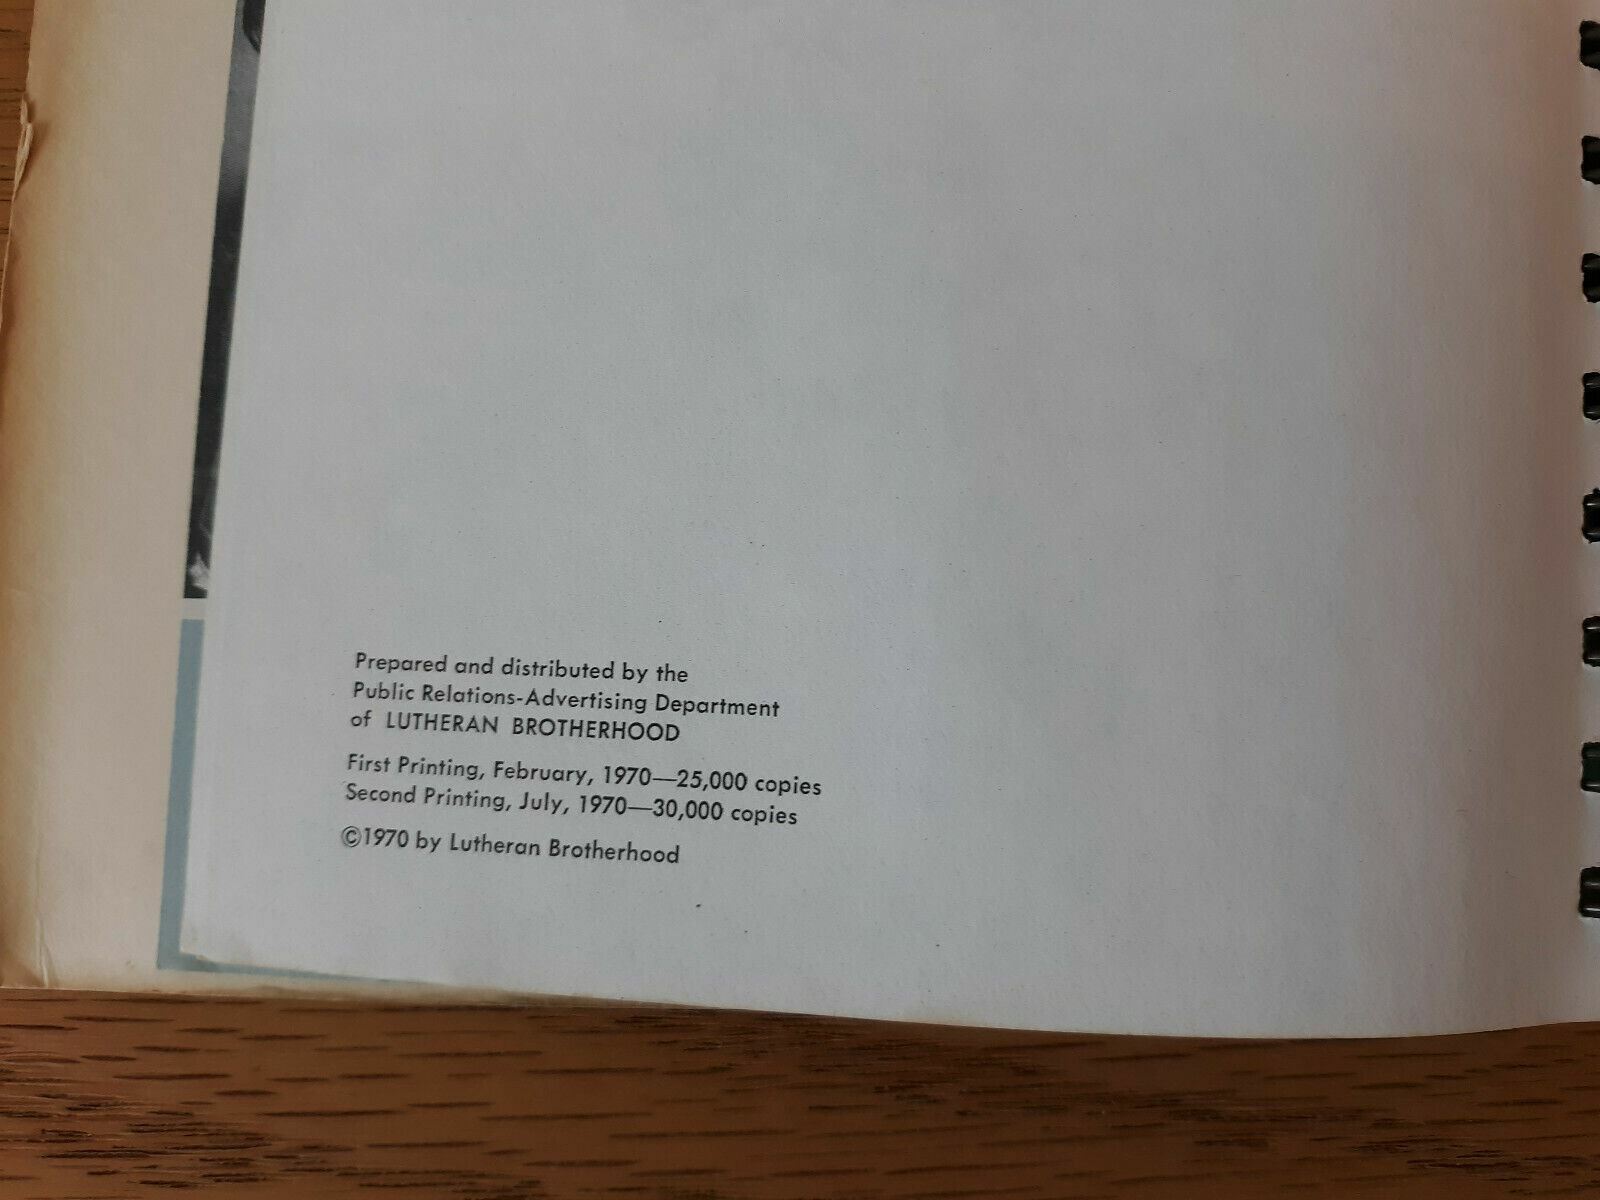 Prepared and distributed by the
Public Relations-Advertising Department
of LUTHERAN BROTHERHOOD
First Printing, February, 1970—25,000 copies
Second Printing, July, 1970—30,000 copies
©1970 by Lutheran Brotherhood